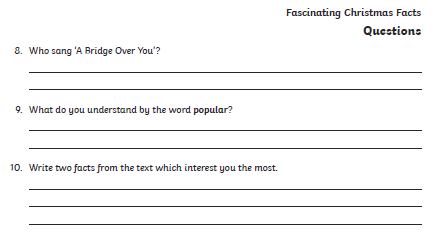 Fascinating Christmas Facts
Questions
8. Who sang ‘A Bridge Over You’?
9. What do you understand by the word popular?
10. Write two facts from the text which interest you the most.